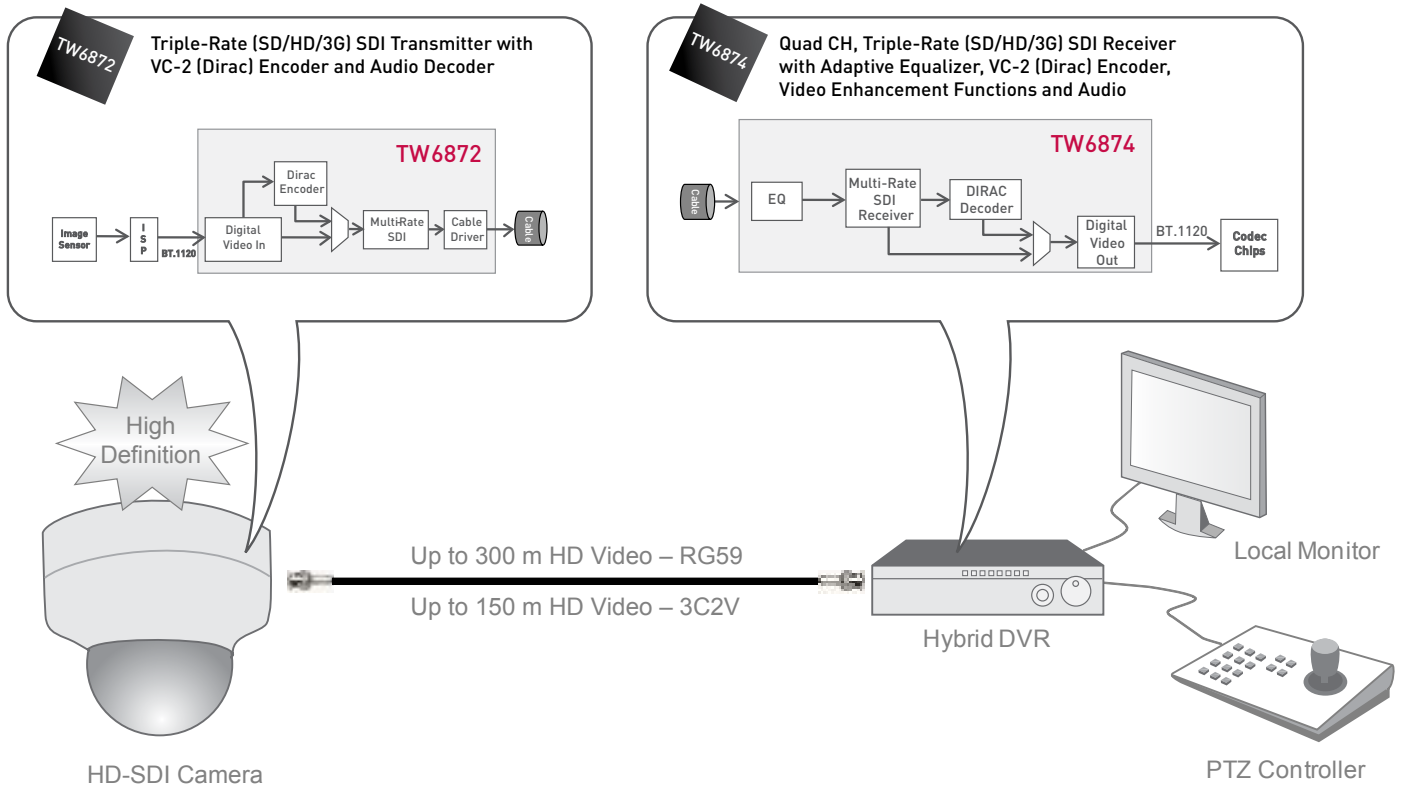 TW6872
Triple-Rate (SD/HD/3G) SDI Transmitter with
VC-2 (Dirac) Encoder and Audio Decoder
TW6872
Dirac
Encoder
Image
Sensor
I
S
P
BT.1120
Digital
Video In
MultiRate
SDI
Cable
Driver
Cable
TW6874
Quad CH, Triple-Rate (SD/HD/3G) SDI Receiver
with Adaptive Equalizer, VC-2 (Dirac) Encoder,
Video Enhancement Functions and Audio
TW6874
Cable
EQ
Multi-Rate
SDI
Receiver
DIRAC
Decoder
Digital
Video
Out
BT.1120
Codec
Chips
High
Definition
Up to 300 m HD Video – RG59
Up to 150 m HD Video – 3C2V
HD-SDI Camera
Hybrid DVR
Local Monitor
PTZ Controller